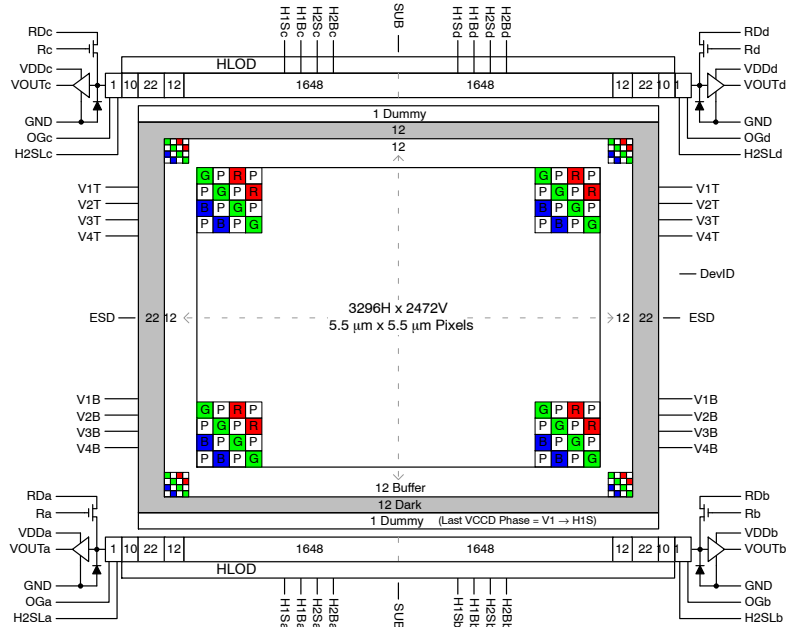 H1Sc H1Bc H2Sc H2Bc SUB H1Sd H1Bd H2Sd H2Bd
RDc RDd
Rc HLOD Rd
VDDc VDDd
VOUTc 1 10 22 12 1648 1648 12 22 10 1 VOUTd
GND 1 Dummy GND
OGc 12 OGd
H2SLc 12 H2SLd
G P R P G P R P
V1T P G P R P G P R V1T
V2T B P G P B P G P V2T
V3T P B P G P B P G V3T
V4T V4T
DevID
3296H x 2472V
ESD 22 12 12 22 ESD
5.5 μm x 5.5 μm Pixels
V1B G P R P G P R P V1B
V2B P G P R P G P R V2B
V3B B P G P B P G P V3B
V4B P B P G P B P G V4B
12 Buffer
RDa 12 Dark RDb
Ra 1 Dummy (Last VCCD Phase = V1 → H1S) Rb
VDDa VDDb
VOUTa 1 10 22 12 1648 1648 12 22 10 1 VOUTb
GND HLOD GND
OGa OGb
H2SLa H1Sa H1Ba H2Sa H2Ba SUB H1Sb H1Bb H2Sb H2Bb H2SLb